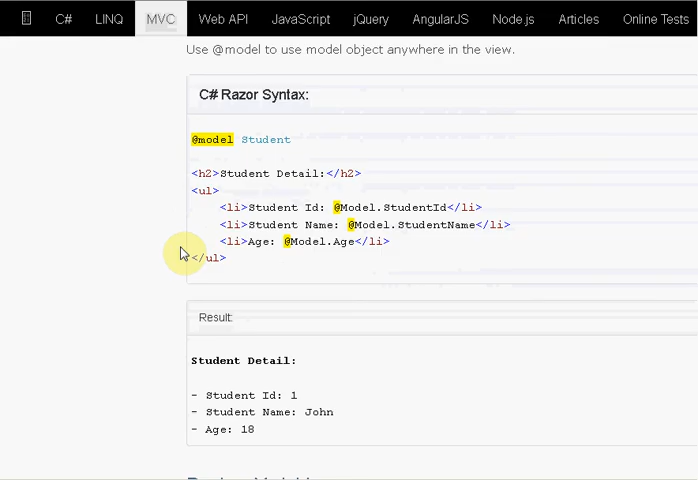 C# LINQ MVC Web API JavaScript jQuery AngularJS Node.js Articles Online Tests
Use @model to use model object anywhere in the view.
C# Razor Syntax:
@model Student
<h2>Student Detail:</h2>
<ul>
<li>Student Id: @Model.StudentId</li>
<li>Student Name: @Model.StudentName</li>
<li>Age: @Model.Age</li>
</ul>
Result:
Student Detail:
- Student Id: 1
- Student Name: John
- Age: 18